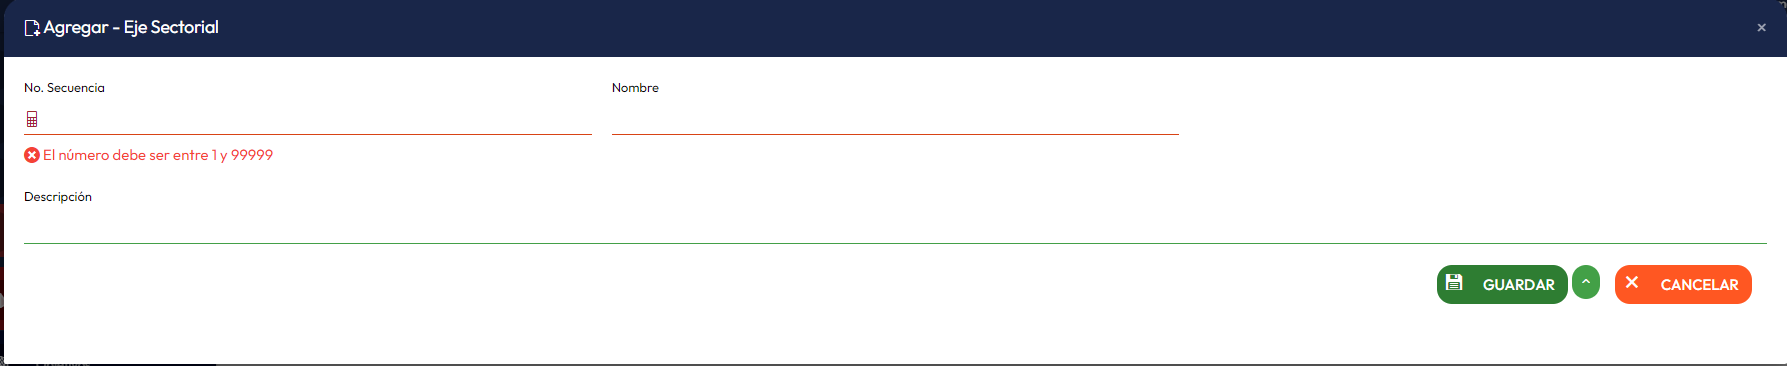 Agregar - Eje Sectorial
No. Secuencia
Nombre
El número debe ser entre 1 y 99999
Descripción
GUARDAR
CANCELAR